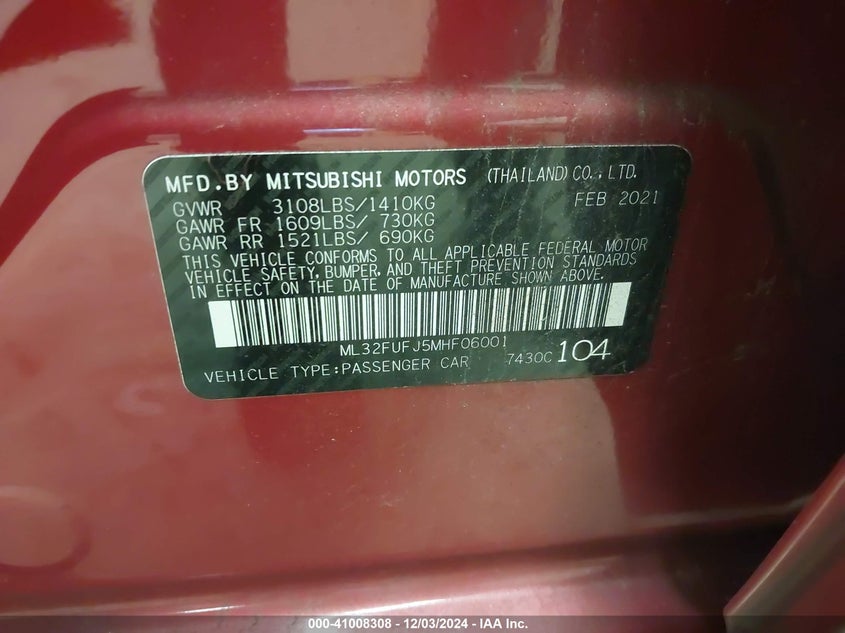 MFD.BY MITSUBISHI MOTORS (THAILAND) CO., LTD.
GVWR 3108LBS/1410KG FEB 2021
GAWR FR 1609LBS/ 730KG
GAWR RR 1521LBS/ 690KG
THIS VEHICLE CONFORMS TO ALL APPLICABLE FEDERAL MOTOR
VEHICLE SAFETY, BUMPER, AND THEFT PREVENTION STANDARDS
IN EFFECT ON THE DATE OF MANUFACTURE SHOWN ABOVE.
ML32FUFJ5MHF06001
VEHICLE TYPE:PASSENGER CAR 7430C 104
000-41008308 - 12/03/2024 - IAA Inc.